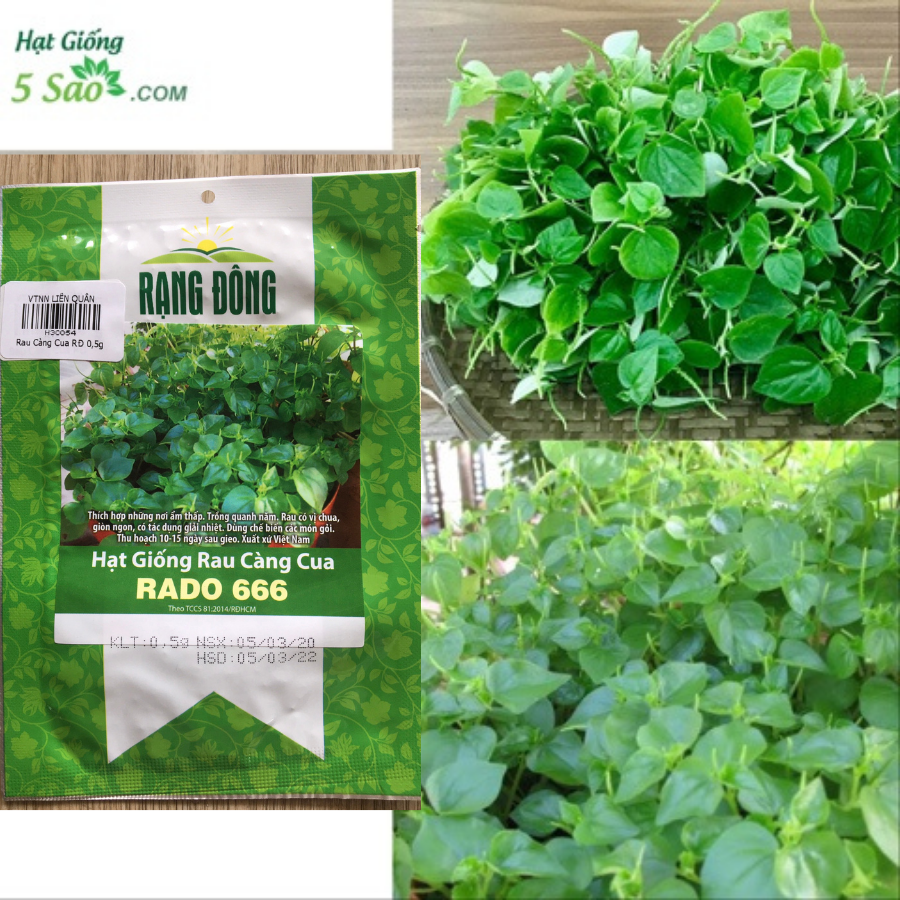 Hạt Giống
5 Sao .COM
RẠNG ĐÔNG
VTNN LIÊN QUÂN
H30054
Rau Càng Cua RĐ 0,5g
Thích hợp những nơi ẩm thấp. Trồng quanh năm. Rau có vị chua,
giòn ngon, có tác dụng giải nhiệt. Dùng chế biến các món gỏi.
Thu hoạch 10-15 ngày sau gieo. Xuất xứ Việt Nam
Hạt Giống Rau Càng Cua
RADO 666
Theo TCCS 81:2014/RĐHCM
KLT:0,5g NSX:05/03/20
HSD:05/03/22